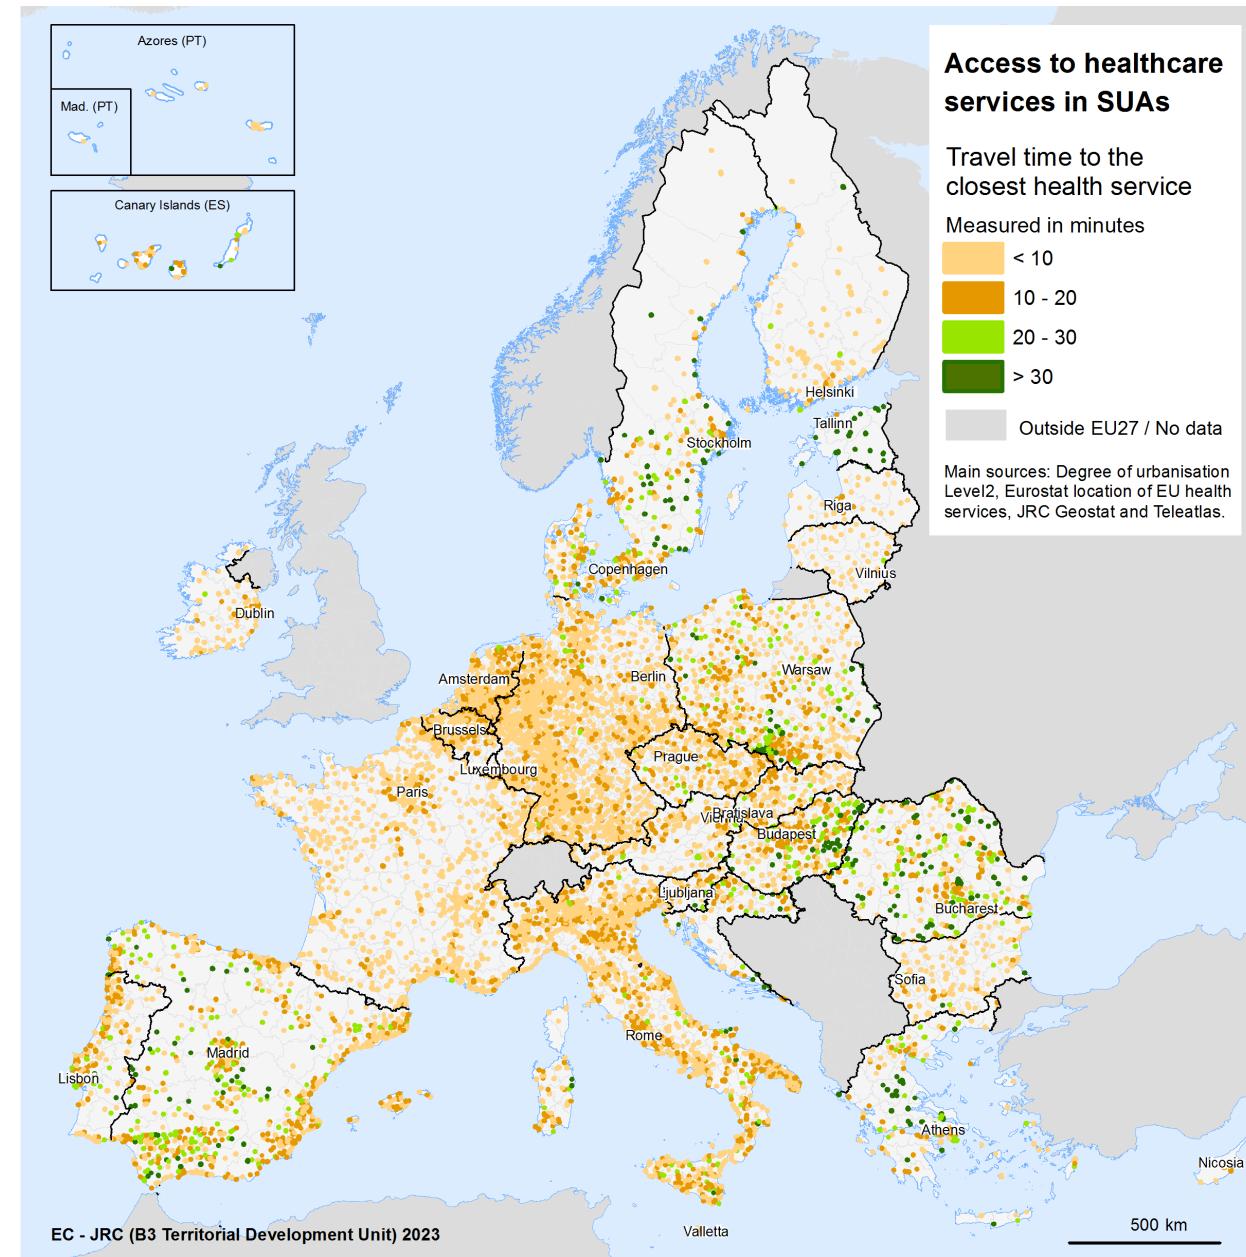 Azores (PT)
Mad. (PT)
Canary Islands (ES)
Access to healthcare
services in SUAs
Travel time to the
closest health service
Measured in minutes
< 10
10 - 20
20 - 30
> 30
Outside EU27 / No data
Main sources: Degree of urbanisation
Level2, Eurostat location of EU health
services, JRC Geostat and Teleatlas.
Helsinki
Tallinn
Stockholm
Riga
Copenhagen
Vilnius
Dublin
Amsterdam
Berlin
Warsaw
Brussels
Prague
Luxembourg
Paris
Vienna
Bratislava
Budapest
Ljubljana
Bucharest
Sofia
Rome
Madrid
Lisbon
Athens
Nicosia
Valletta
500 km
EC - JRC (B3 Territorial Development Unit) 2023